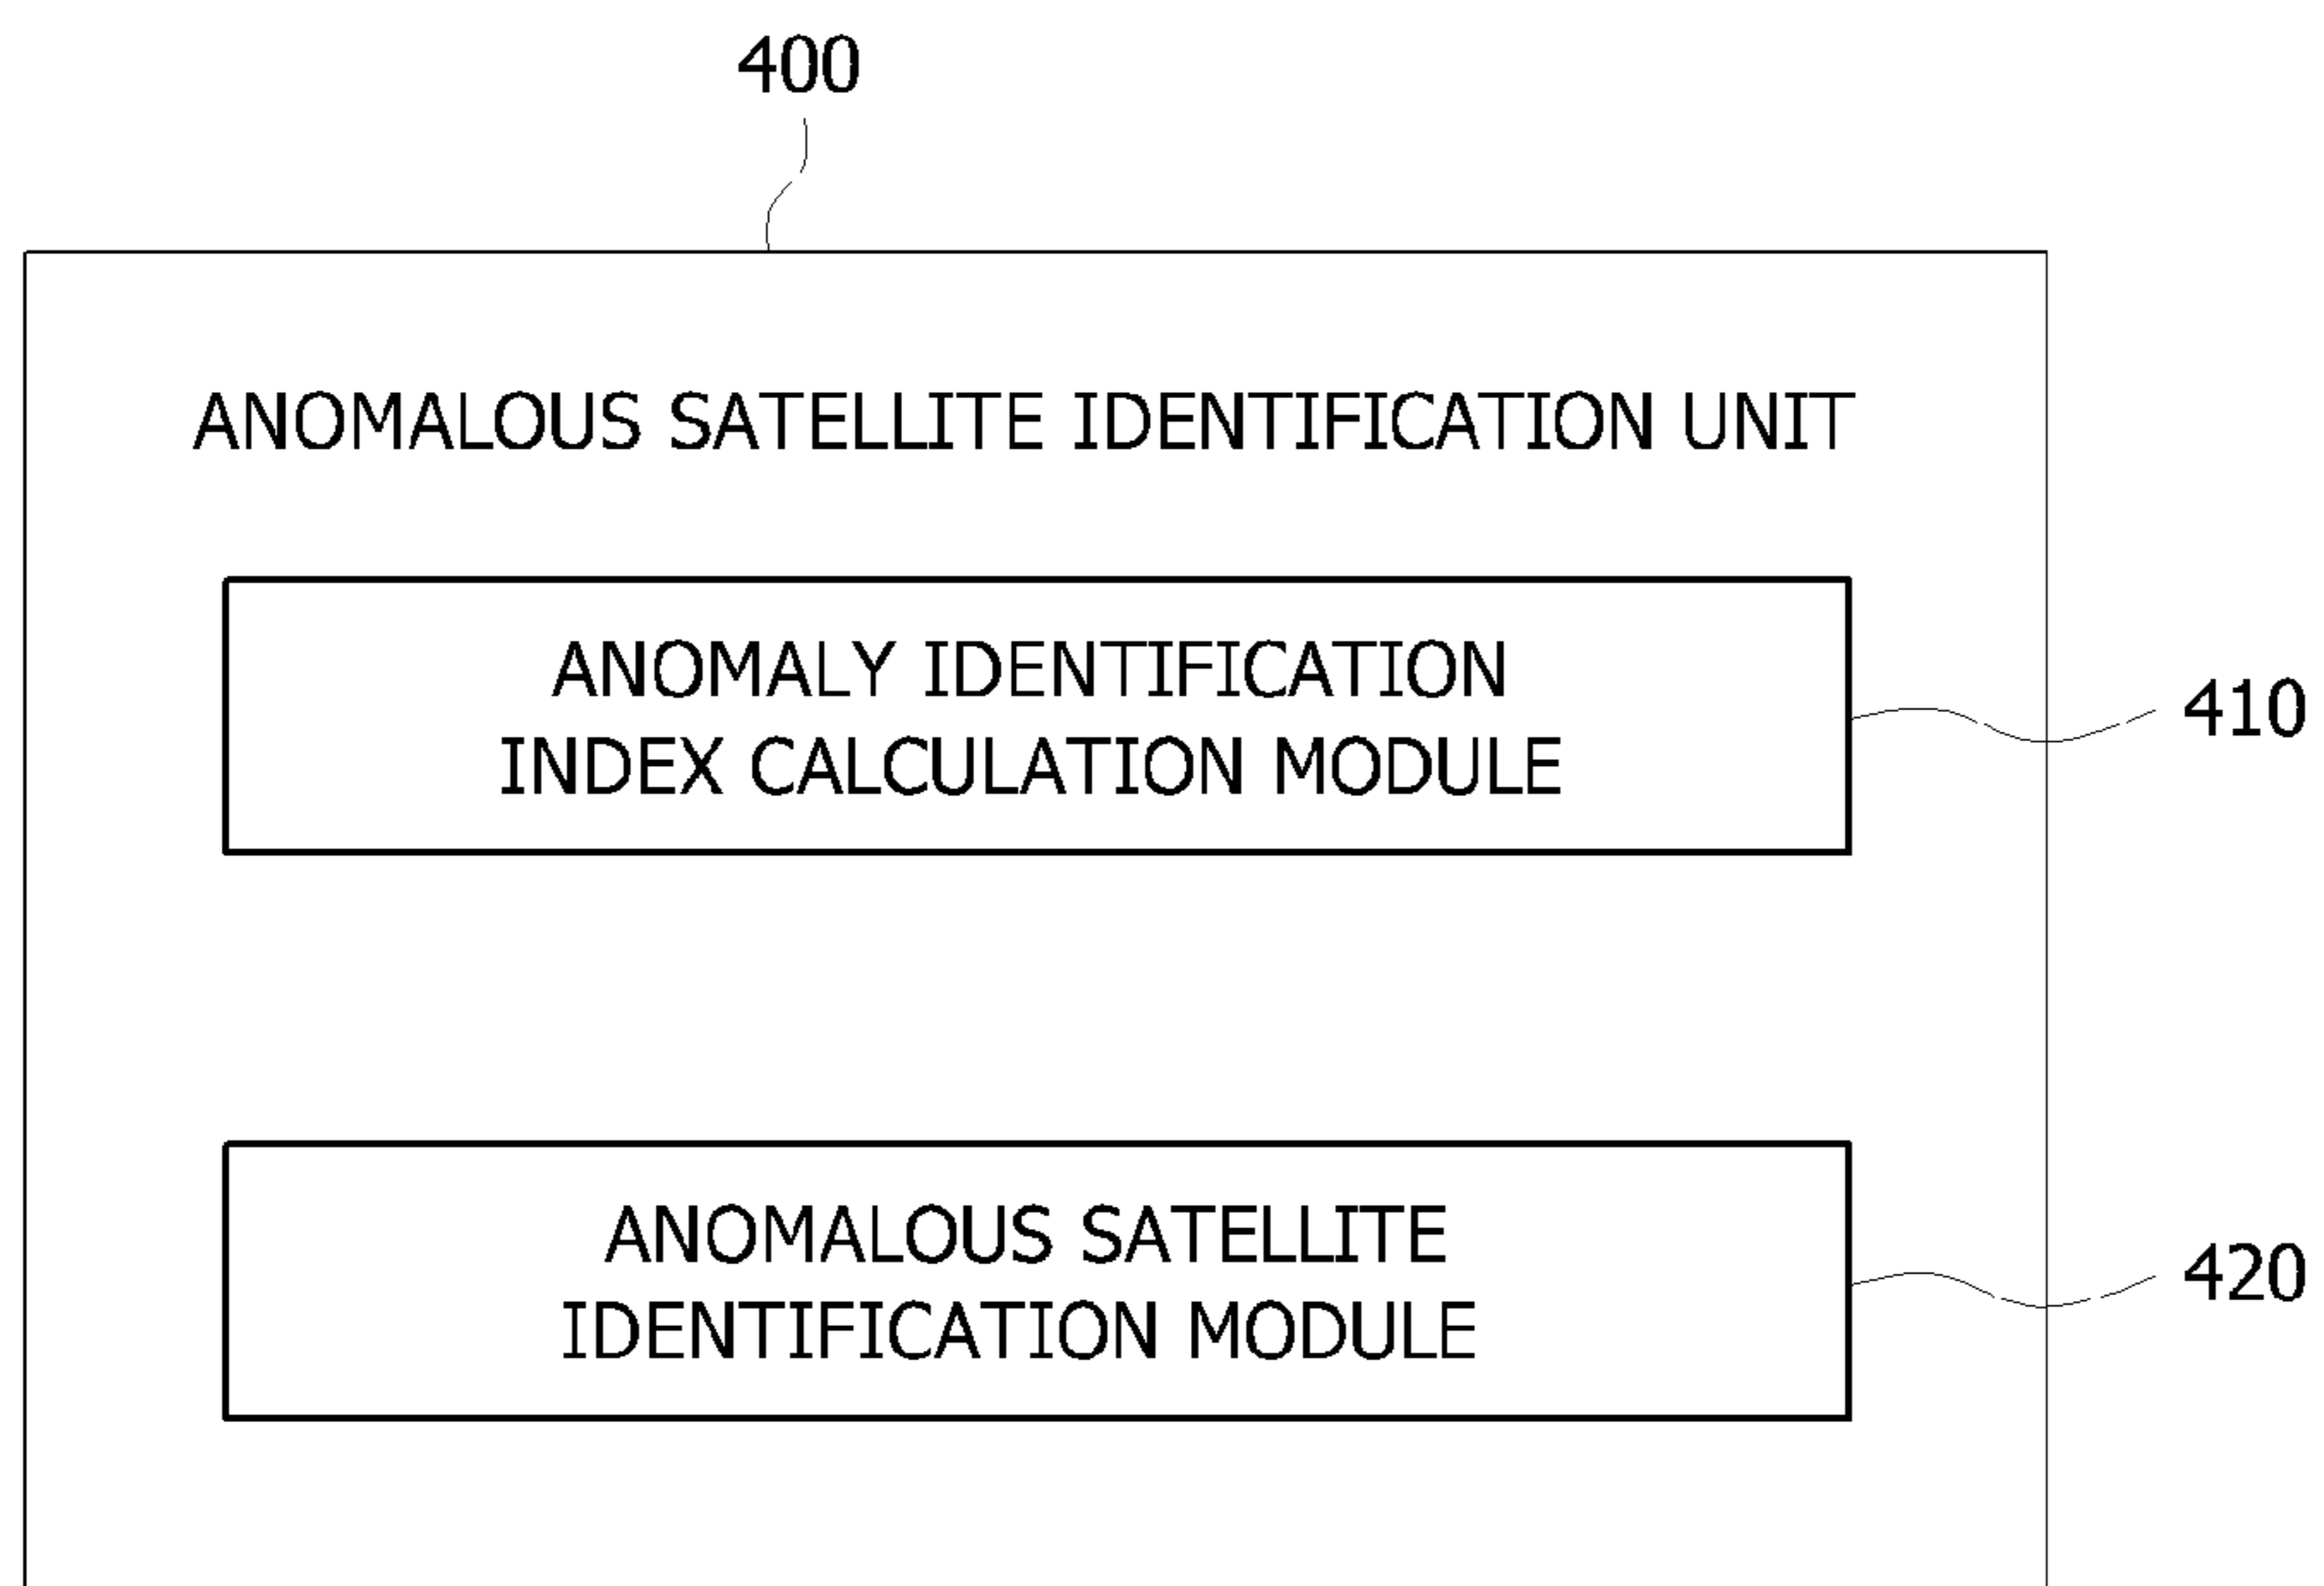 400
ANOMALOUS SATELLITE IDENTIFICATION UNIT
ANOMALY IDENTIFICATION
INDEX CALCULATION MODULE
410
ANOMALOUS SATELLITE
IDENTIFICATION MODULE
420